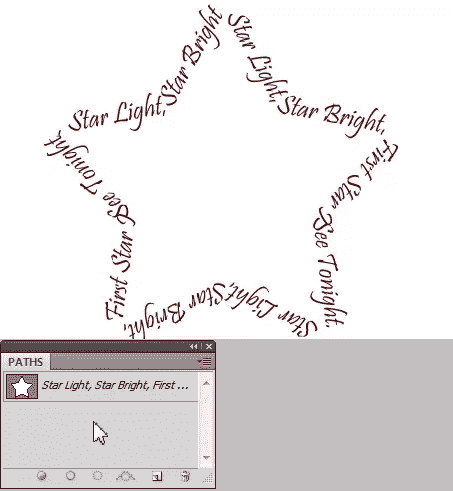 Star Light,
Star Bright,
First Star I
See Tonight.
Star Light,
Star Bright,
First Star I
See Tonight,
Star Light,
Star Bright
PATHS
Star Light, Star Bright, First ...